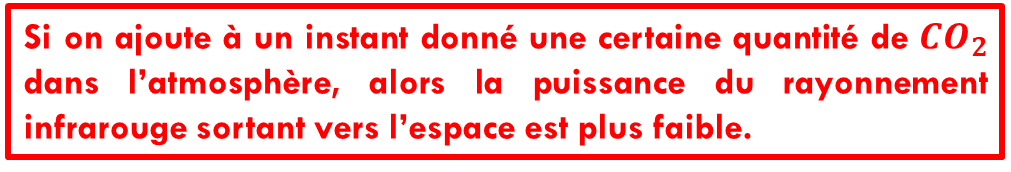 Si on ajoute à un instant donné une certaine quantité de CO₂
dans l’atmosphère, alors la puissance du rayonnement
infrarouge sortant vers l’espace est plus faible.